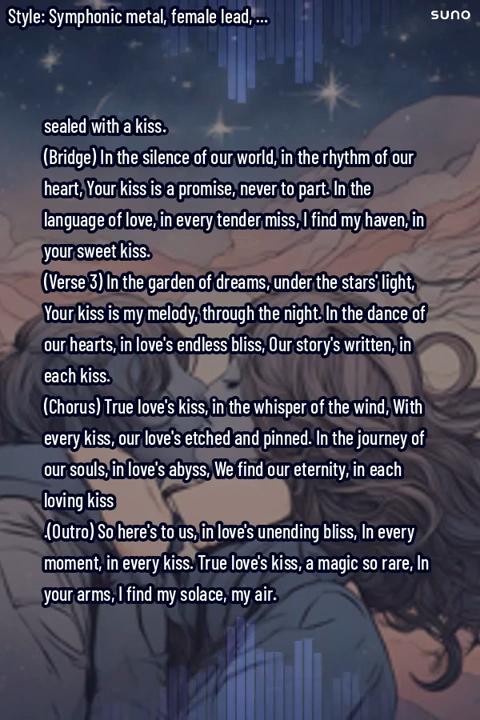 Style: Symphonic metal, female lead, ...
suno
sealed with a kiss.
(Bridge) In the silence of our world, in the rhythm of our
heart, Your kiss is a promise, never to part. In the
language of love, in every tender miss, I find my haven, in
your sweet kiss.
(Verse 3) In the garden of dreams, under the stars' light,
Your kiss is my melody, through the night. In the dance of
our hearts, in love's endless bliss, Our story's written, in
each kiss.
(Chorus) True love's kiss, in the whisper of the wind, With
every kiss, our love's etched and pinned. In the journey of
our souls, in love's abyss, We find our eternity, in each
loving kiss
.(Outro) So here's to us, in love's unending bliss, In every
moment, in every kiss. True love's kiss, a magic so rare, In
your arms, I find my solace, my air.